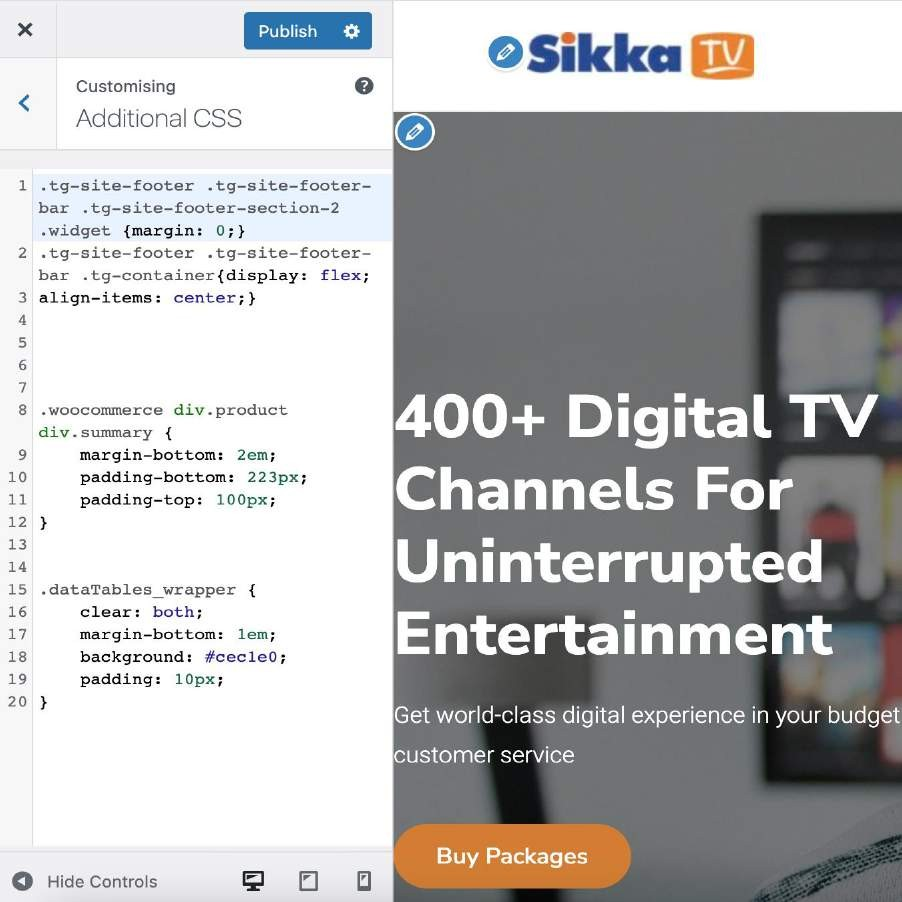 Publish
Customising
Additional CSS
1 .tg-site-footer .tg-site-footer-
bar .tg-site-footer-section-2
.widget {margin: 0;}
2 .tg-site-footer .tg-site-footer-
bar .tg-container{display: flex;
3 align-items: center;}
4
5
6
7
8 .woocommerce div.product
div.summary {
9 margin-bottom: 2em;
10 padding-bottom: 223px;
11 padding-top: 100px;
12 }
13
14
15 .dataTables_wrapper {
16 clear: both;
17 margin-bottom: 1em;
18 background: #cec1e0;
19 padding: 10px;
20 }
Hide Controls
Sikka TV
400+ Digital TV
Channels For
Uninterrupted
Entertainment
Get world-class digital experience in your budget
customer service
Buy Packages